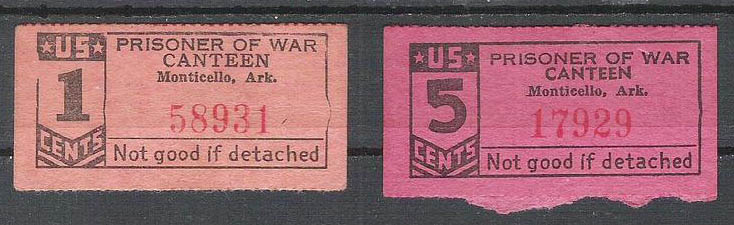 US
1
CENTS
PRISONER OF WAR
CANTEEN
Monticello, Ark.
58931
Not good if detached
US
5
CENTS
PRISONER OF WAR
CANTEEN
Monticello, Ark.
17929
Not good if detached